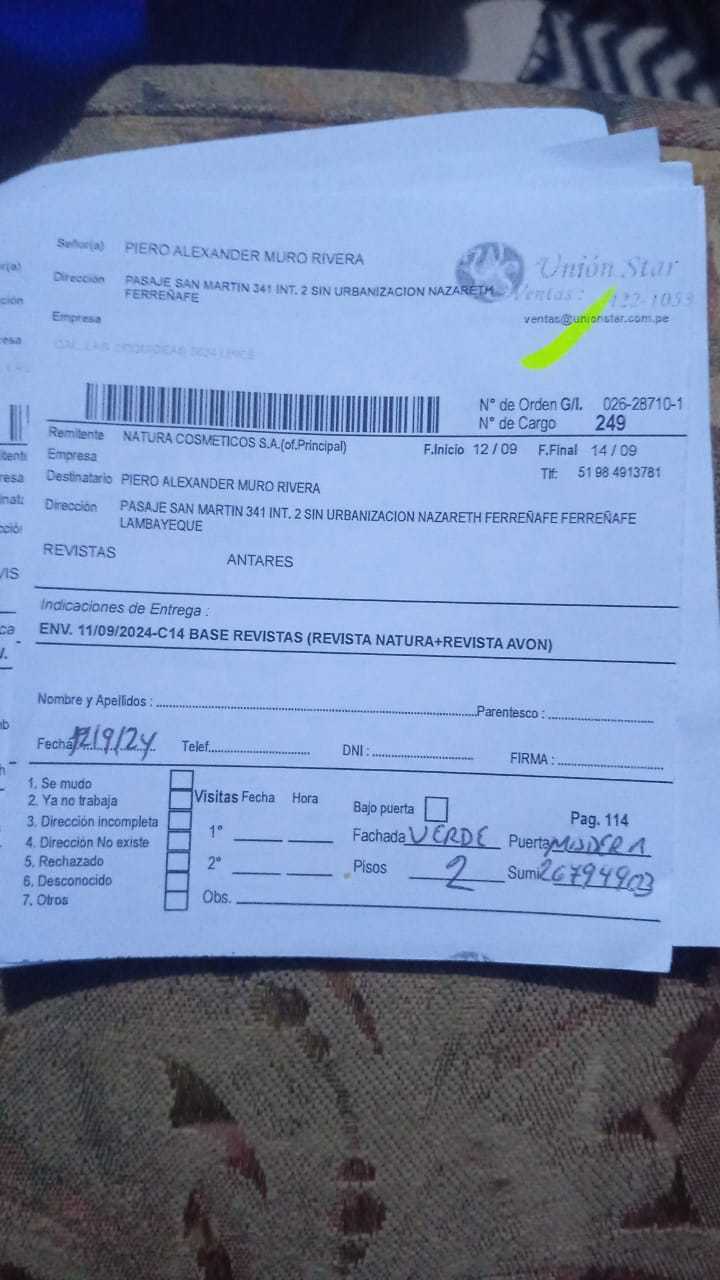 Señor(a) PIERO ALEXANDER MURO RIVERA
Unión Star
Dirección PASAJE SAN MARTIN 341 INT. 2 SIN URBANIZACION NAZARETH
FERREÑAFE
Ventas: 422-1053
Empresa
ventas@unionstar.com.pe
N° de Orden G/I. 026-28710-1
N° de Cargo 249
Remitente NATURA COSMETICOS S.A.(of.Principal)
F.Inicio 12 / 09 F.Final 14 / 09
Empresa
Tlf: 51 98 4913781
Destinatario PIERO ALEXANDER MURO RIVERA
Dirección PASAJE SAN MARTIN 341 INT. 2 SIN URBANIZACION NAZARETH FERREÑAFE FERREÑAFE
LAMBAYEQUE
REVISTAS ANTARES
Indicaciones de Entrega :
ENV. 11/09/2024-C14 BASE REVISTAS (REVISTA NATURA+REVISTA AVON)
Nombre y Apellidos : Parentesco :
Fecha 12/9/24 Telef. DNI : FIRMA :
1. Se mudo
2. Ya no trabaja
3. Dirección incompleta
4. Dirección No existe
5. Rechazado
6. Desconocido
7. Otros
Visitas Fecha Hora
1°
2°
Obs.
Bajo puerta
Pag. 114
Fachada VERDE Puerta MADERA
Pisos 2 Sumi